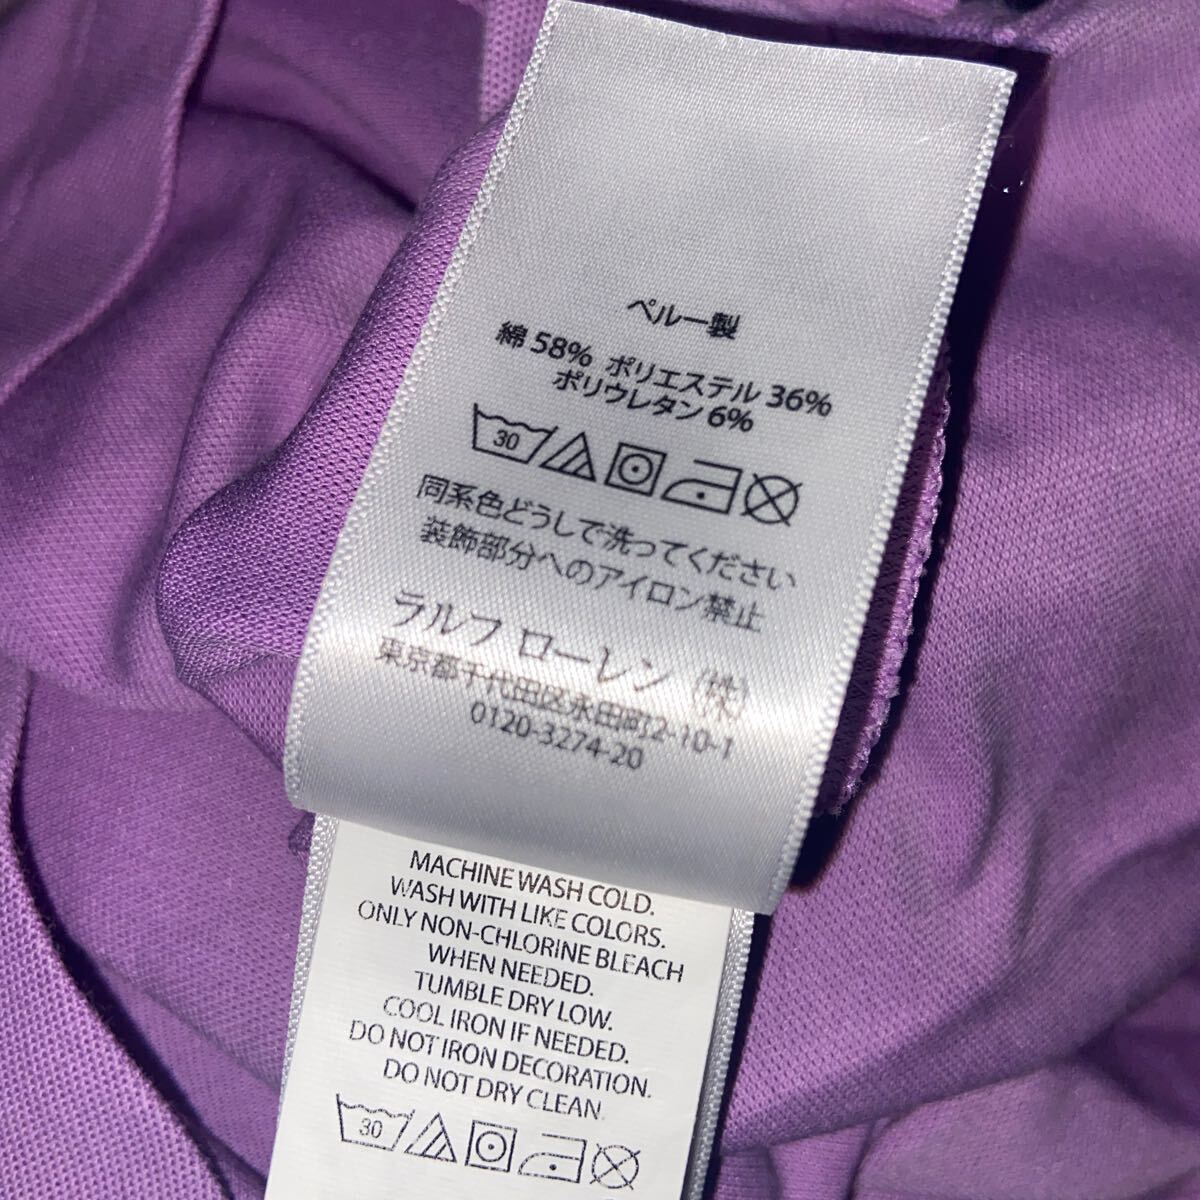 ペルー製
綿 58% ポリエステル 36%
ポリウレタン 6%
30
同系色どうしで洗ってください
装飾部分へのアイロン禁止
ラルフ ローレン (株)
東京都千代田区永田町2-10-1
0120-3274-20
MACHINE WASH COLD.
WASH WITH LIKE COLORS.
ONLY NON-CHLORINE BLEACH
WHEN NEEDED.
TUMBLE DRY LOW.
COOL IRON IF NEEDED.
DO NOT IRON DECORATION.
DO NOT DRY CLEAN.
30